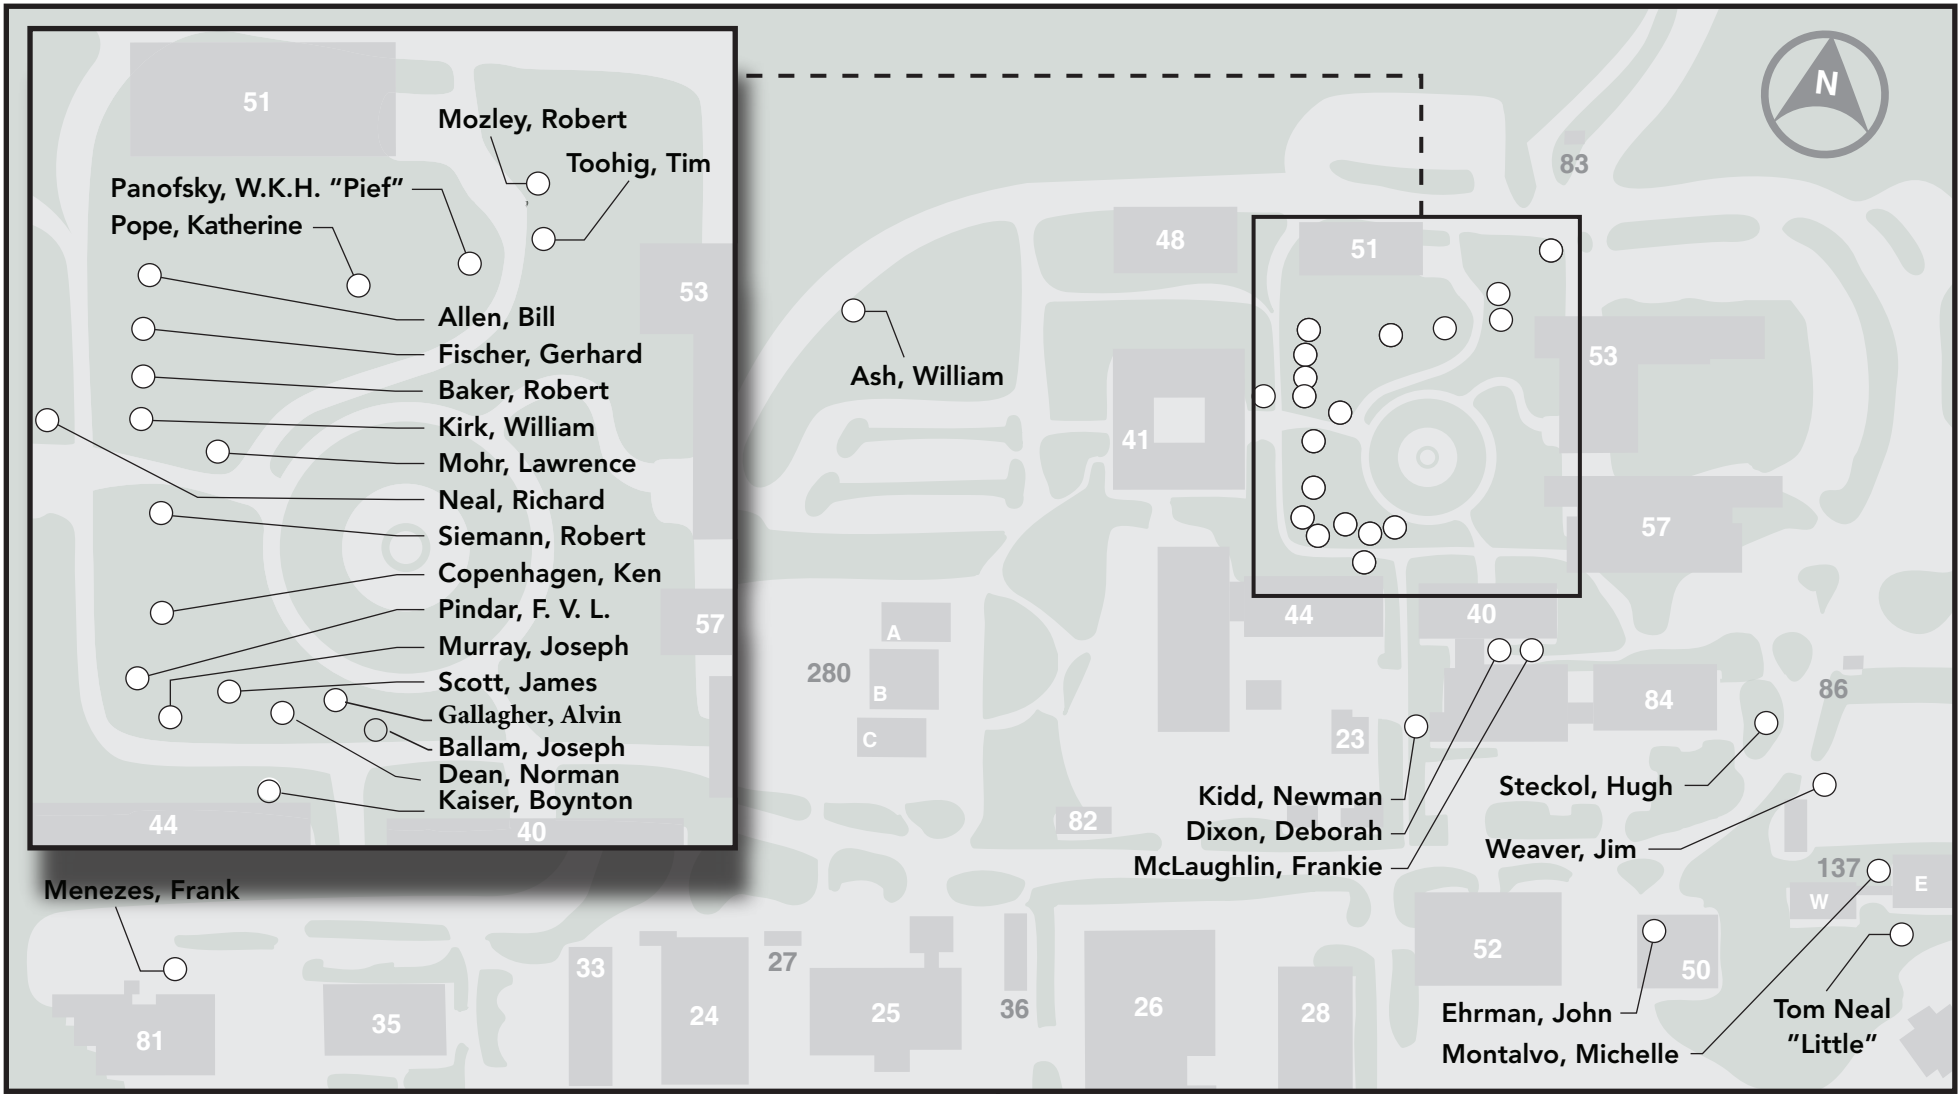 51
Mozley, Robert
Toohig, Tim
Panofsky, W.K.H. “Pief”
Pope, Katherine
,
53
Allen, Bill
Fischer, Gerhard
Baker, Robert
Kirk, William
Mohr, Lawrence
Neal, Richard
Siemann, Robert
Copenhagen, Ken
Pindar, F. V. L.
57
Murray, Joseph
Scott, James
Gallagher, Alvin
Ballam, Joseph
Dean, Norman
Kaiser, Boynton
44
40
N
83
48
51
53
Ash, William
41
57
44
40
A
280
B
C
84
86
23
82
Kidd, Newman
Dixon, Deborah
McLaughlin, Frankie
Steckol, Hugh
Weaver, Jim
137
E
W
Menezes, Frank
33
27
52
50
81
35
24
25
36
26
28
Ehrman, John
Montalvo, Michelle
Tom Neal
”Little”